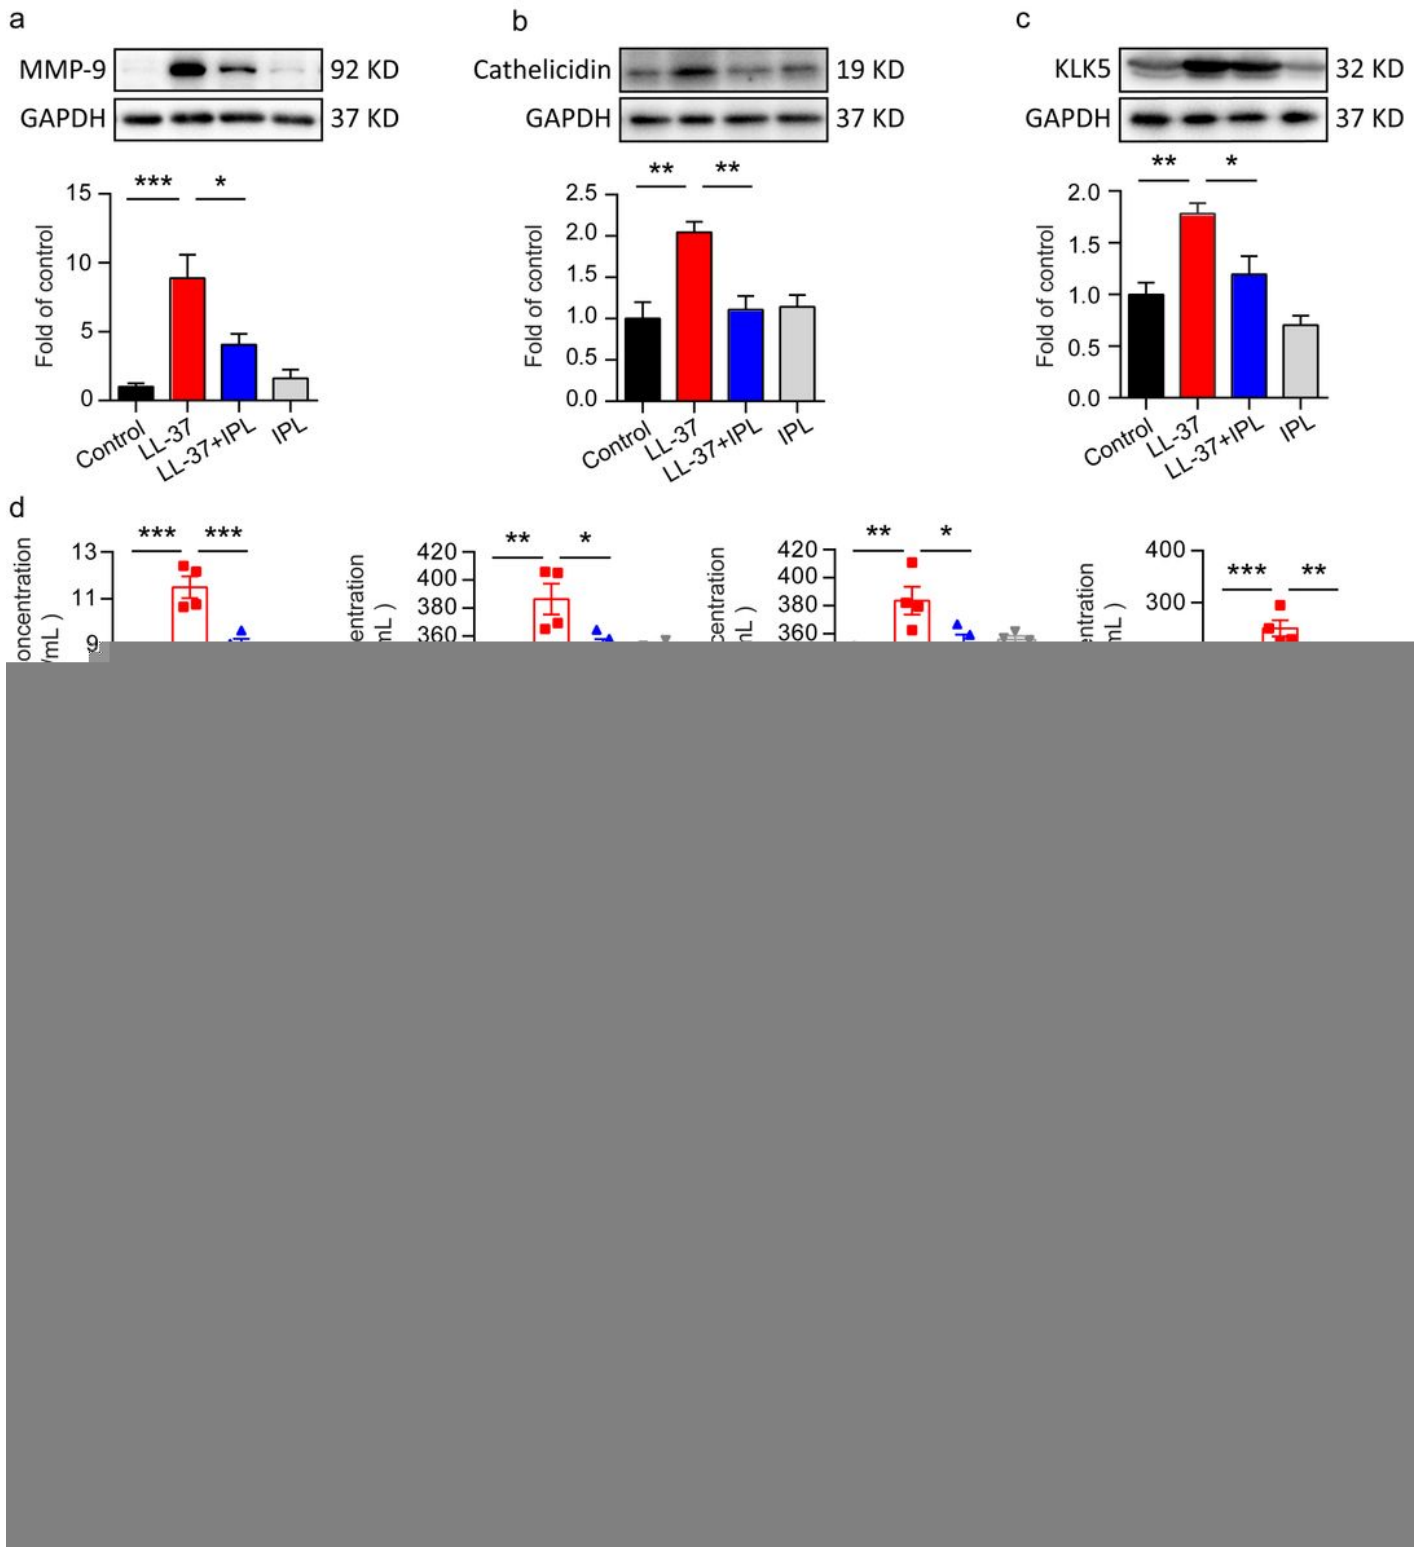 a
MMP-9 92 KD
GAPDH 37 KD
*** *
15
10
5
0
Fold of control
Control
LL-37
LL-37+IPL
IPL
b
Cathelicidin 19 KD
GAPDH 37 KD
** **
2.5
2.0
1.5
1.0
0.5
0.0
Fold of control
Control
LL-37
LL-37+IPL
IPL
c
KLK5 32 KD
GAPDH 37 KD
** *
2.0
1.5
1.0
0.5
0.0
Fold of control
Control
LL-37
LL-37+IPL
IPL
d
*** ***
13
11
9
** *
420
400
380
360
mL )
** *
420
400
380
360
mL )
*** **
400
300
mL )